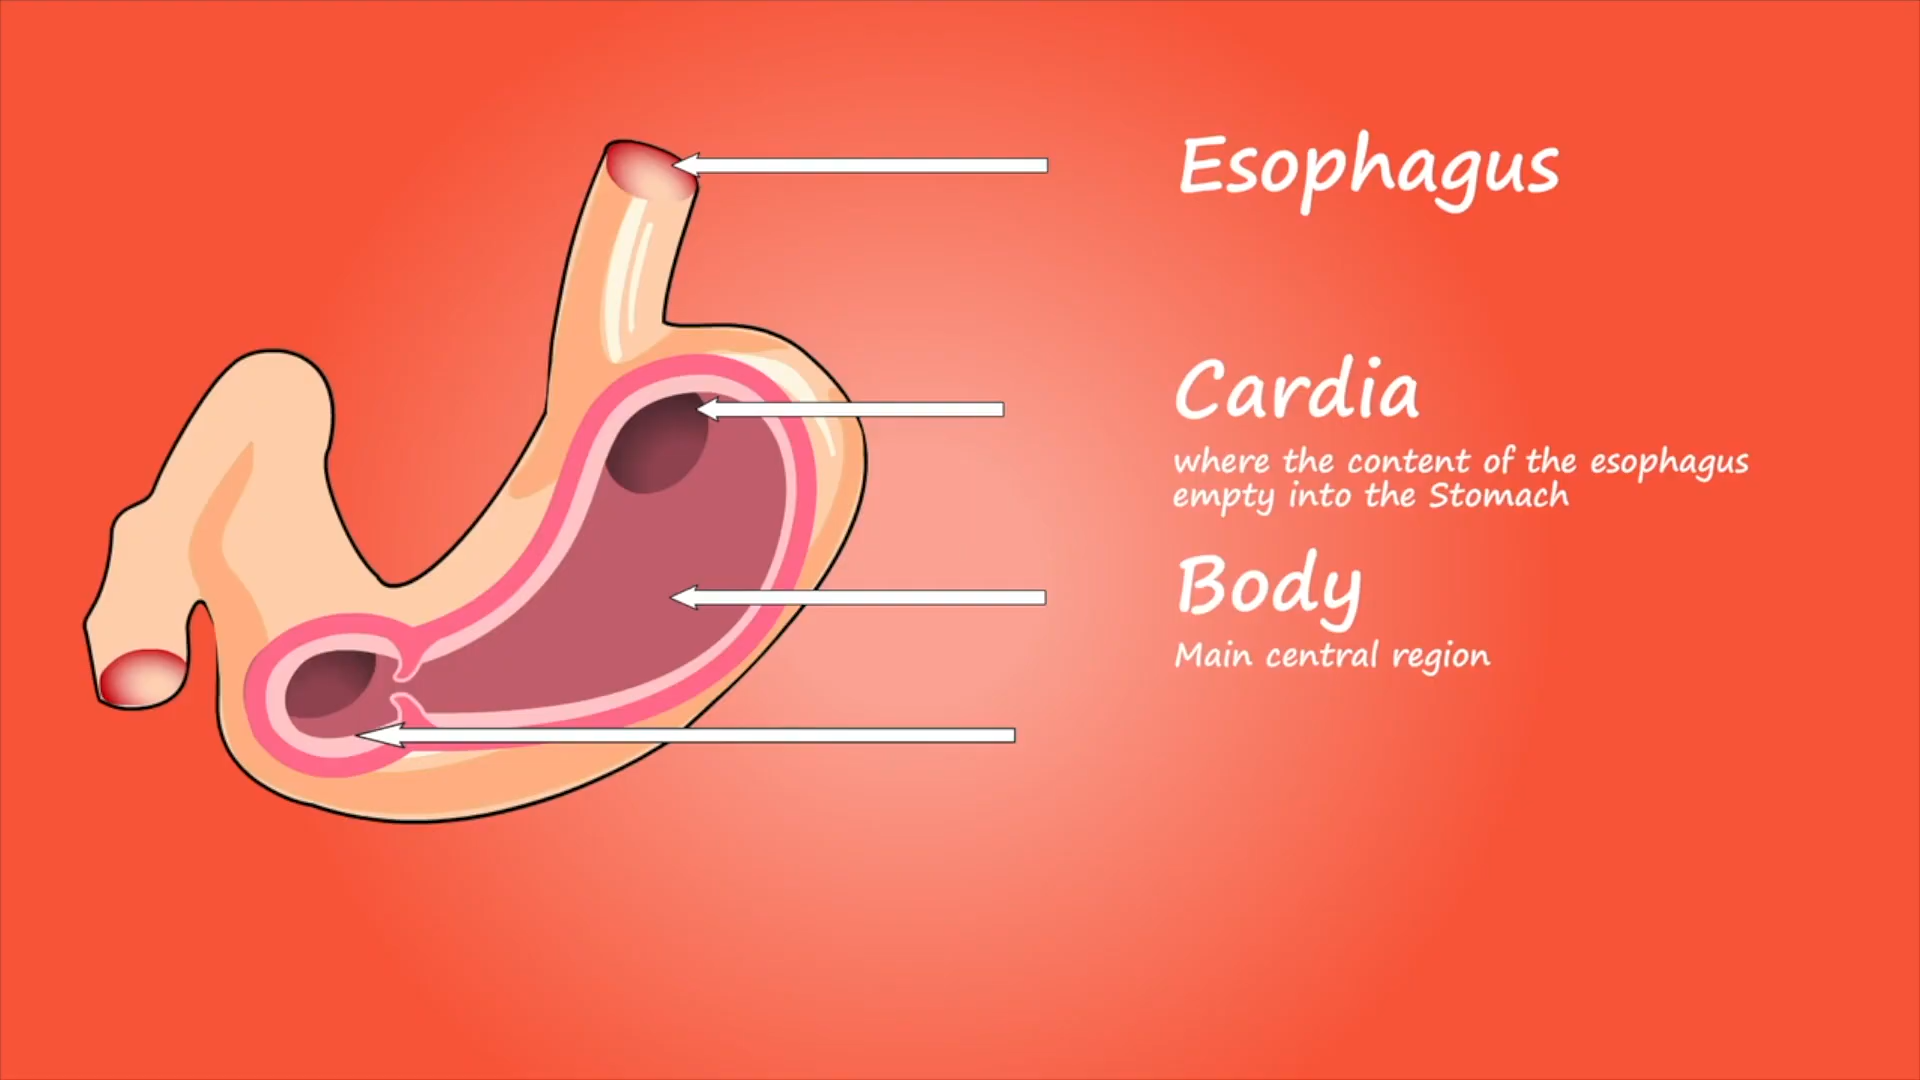 Esophagus
Cardia
where the content of the esophagus
empty into the Stomach
Body
Main central region